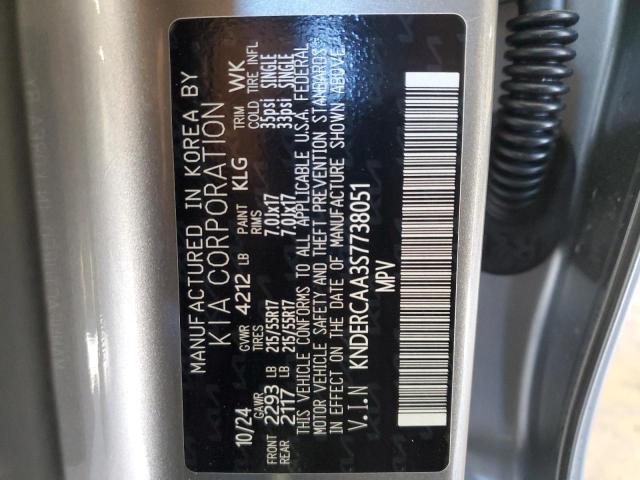 MANUFACTURED IN KOREA BY
KIA CORPORATION
10/24 GVWR 4212 LB PAINT KLG TRIM WK
GAWR TIRES RIMS COLD TIRE INFL
FRONT 2293 LB 215/55R17 7.0Jx17 35psi SINGLE
REAR 2117 LB 215/55R17 7.0Jx17 33psi SINGLE
THIS VEHICLE CONFORMS TO ALL APPLICABLE U.S.A. FEDERAL
MOTOR VEHICLE SAFETY AND THEFT PREVENTION STANDARDS
IN EFFECT ON THE DATE OF MANUFACTURE SHOWN ABOVE.
V.I.N KNDERCAA3S7738051
MPV